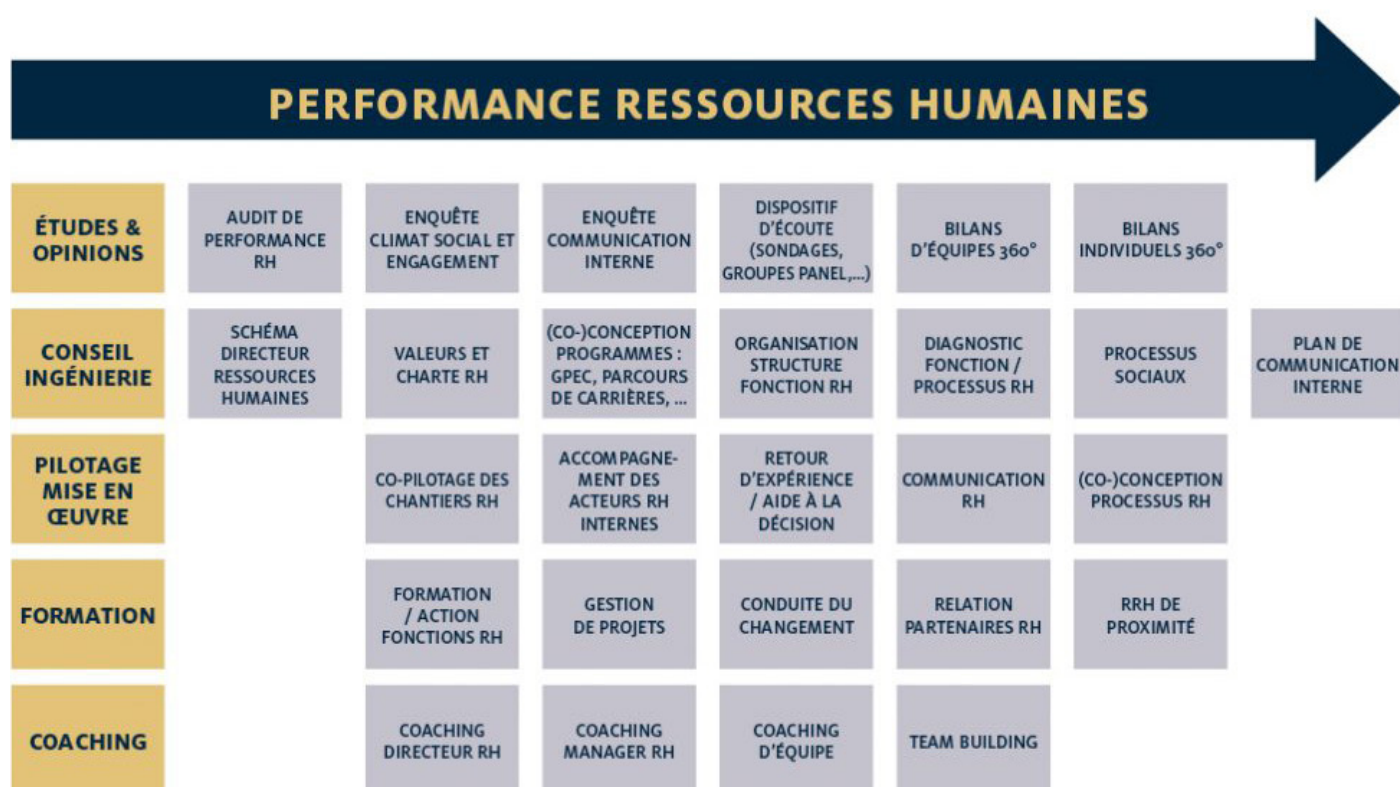 PERFORMANCE RESSOURCES HUMAINES
ÉTUDES &
OPINIONS
AUDIT DE
PERFORMANCE
RH
ENQUÊTE
CLIMAT SOCIAL ET
ENGAGEMENT
ENQUÊTE
COMMUNICATION
INTERNE
DISPOSITIF
D'ÉCOUTE
(SONDAGES,
GROUPES PANEL,...)
BILANS
D'ÉQUIPES 360°
BILANS
INDIVIDUELS 360°
CONSEIL
INGÉNIERIE
SCHÉMA
DIRECTEUR
RESSOURCES
HUMAINES
VALEURS ET
CHARTE RH
(CO-)CONCEPTION
PROGRAMMES :
GPEC, PARCOURS
DE CARRIÈRES, ...
ORGANISATION
STRUCTURE
FONCTION RH
DIAGNOSTIC
FONCTION /
PROCESSUS RH
PROCESSUS
SOCIAUX
PLAN DE
COMMUNICATION
INTERNE
PILOTAGE
MISE EN
ŒUVRE
CO-PILOTAGE DES
CHANTIERS RH
ACCOMPAGNE-
MENT DES
ACTEURS RH
INTERNES
RETOUR
D'EXPÉRIENCE
/ AIDE À LA
DÉCISION
COMMUNICATION
RH
(CO-)CONCEPTION
PROCESSUS RH
FORMATION
FORMATION
/ ACTION
FONCTIONS RH
GESTION
DE PROJETS
CONDUITE DU
CHANGEMENT
RELATION
PARTENAIRES RH
RRH DE
PROXIMITÉ
COACHING
COACHING
DIRECTEUR RH
COACHING
MANAGER RH
COACHING
D'ÉQUIPE
TEAM BUILDING